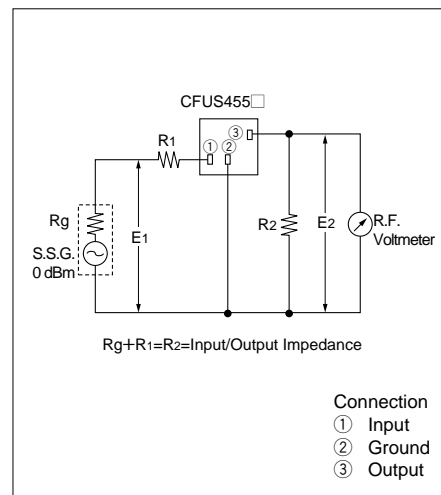 CFUS455□
③
R1
① ②
Rg
E1
R2
E2
R.F.
Voltmeter
S.S.G.
0 dBm
Rg+R1=R2=Input/Output Impedance
Connection
① Input
② Ground
③ Output